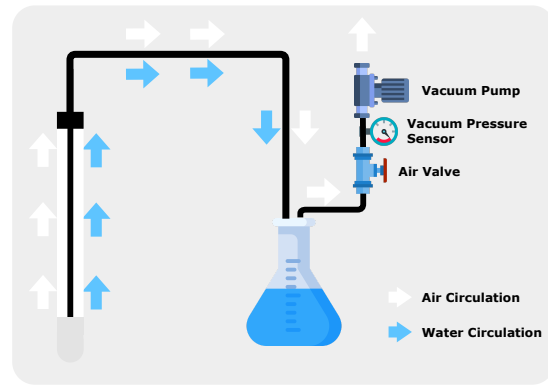 Vacuum Pump
Vacuum Pressure
Sensor
Air Valve
Air Circulation
Water Circulation